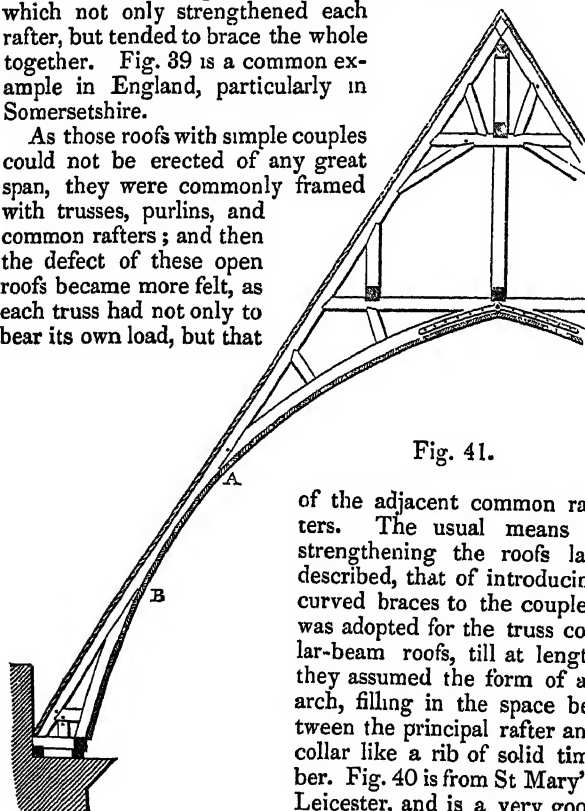 which not only strengthened each
rafter, but tended to brace the whole
together. Fig. 39 is a common ex-
ample in England, particularly in
Somersetshire.
As those roofs with simple couples
could not be erected of any great
span, they were commonly framed
with trusses, purlins, and
common rafters ; and then
the defect of these open
roofs became more felt, as
each truss had not only to
bear its own load, but that
A
B
Fig. 41.
of the adjacent common ra
ters. The usual means
strengthening the roofs la
described, that of introducin
curved braces to the couple
was adopted for the truss co
lar-beam roofs, till at lengt
they assumed the form of a
arch, filling in the space be
tween the principal rafter an
collar like a rib of solid tim
ber. Fig. 40 is from St Mary'
Leicester, and is a very goo